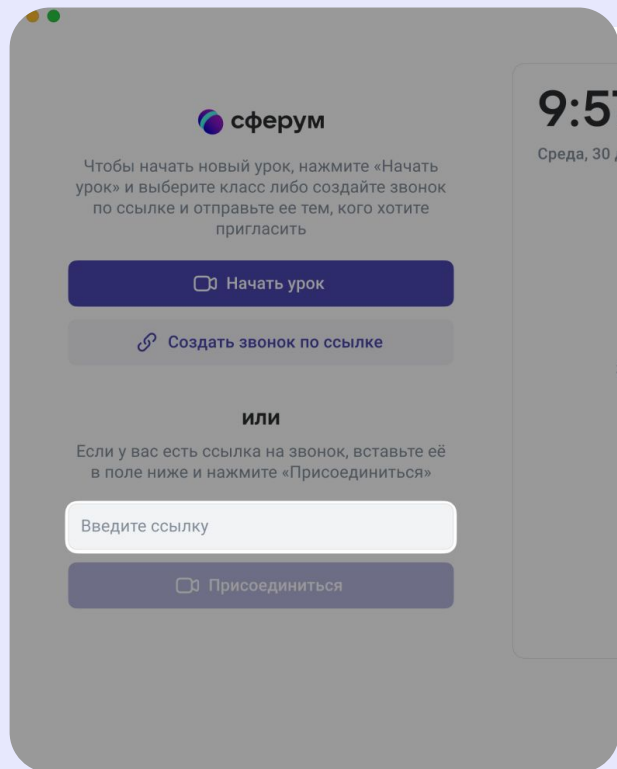 сферум
Чтобы начать новый урок, нажмите «Начать
урок» и выберите класс либо создайте звонок
по ссылке и отправьте ее тем, кого хотите
пригласить
Начать урок
Создать звонок по ссылке
или
Если у вас есть ссылка на звонок, вставьте её
в поле ниже и нажмите «Присоединиться»
Введите ссылку
Присоединиться
9:5
Среда, 30